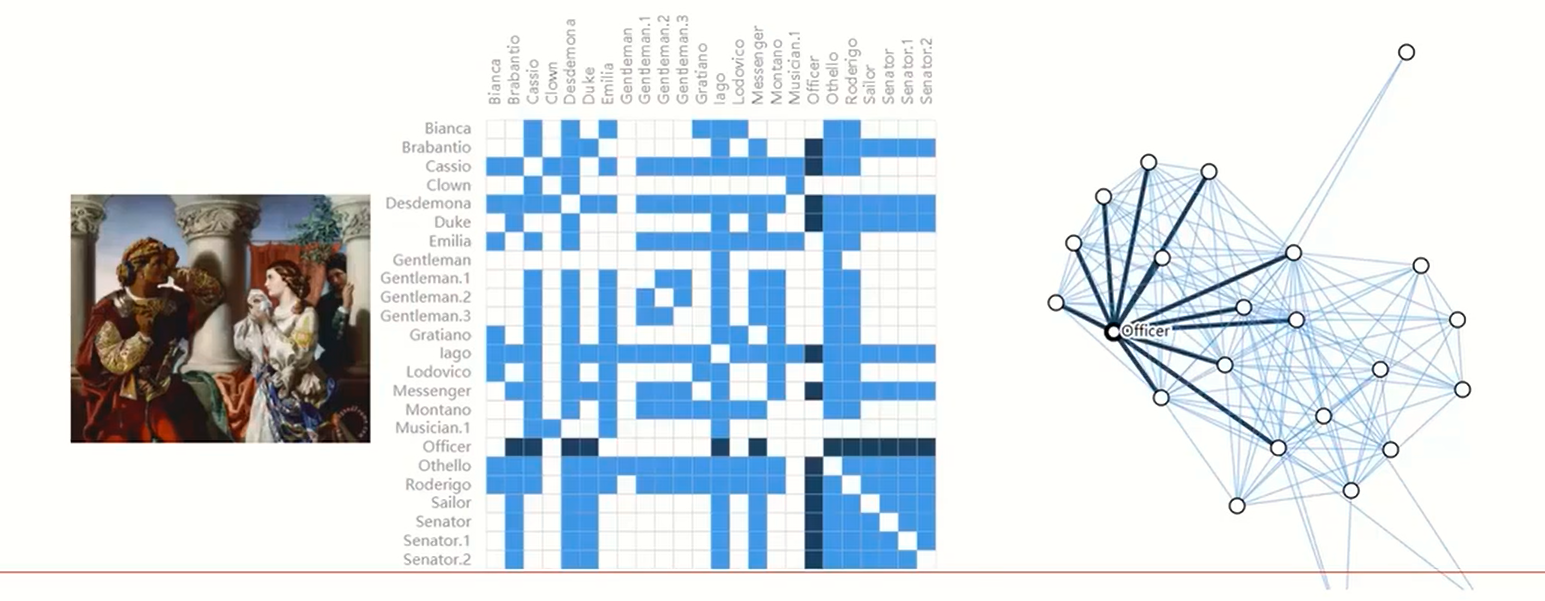 Bianca
Brabantio
Cassio
Clown
Desdemona
Duke
Emilia
Gentleman
Gentleman.1
Gentleman.2
Gentleman.3
Gratiano
Iago
Lodovico
Messenger
Montano
Musician.1
Officer
Othello
Roderigo
Sailor
Senator
Senator.1
Senator.2
Bianca
Brabantio
Cassio
Clown
Desdemona
Duke
Emilia
Gentleman
Gentleman.1
Gentleman.2
Gentleman.3
Gratiano
Iago
Lodovico
Messenger
Montano
Musician.1
Officer
Othello
Roderigo
Sailor
Senator
Senator.1
Senator.2
Officer